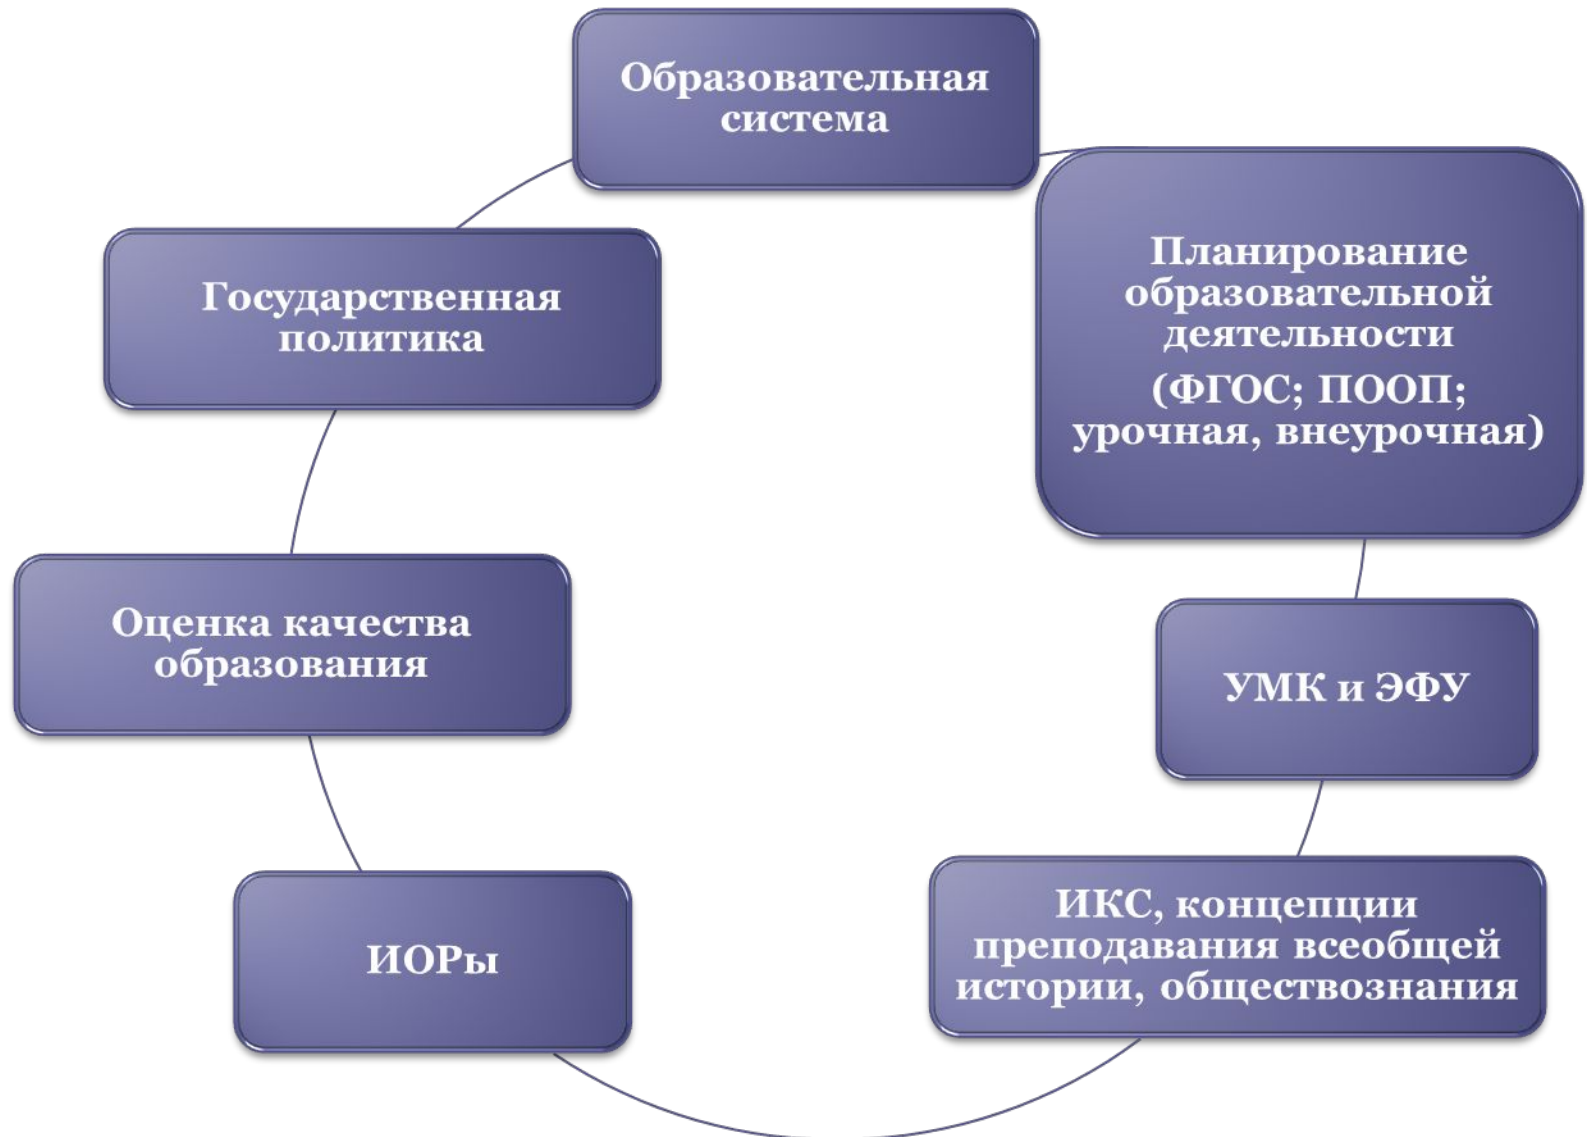 Образовательная
система
Планирование
образовательной
деятельности
(ФГОС; ПООП;
урочная, внеурочная)
УМК и ЭФУ
ИКС, концепции
преподавания всеобщей
истории, обществознания
ИОРы
Оценка качества
образования
Государственная
политика